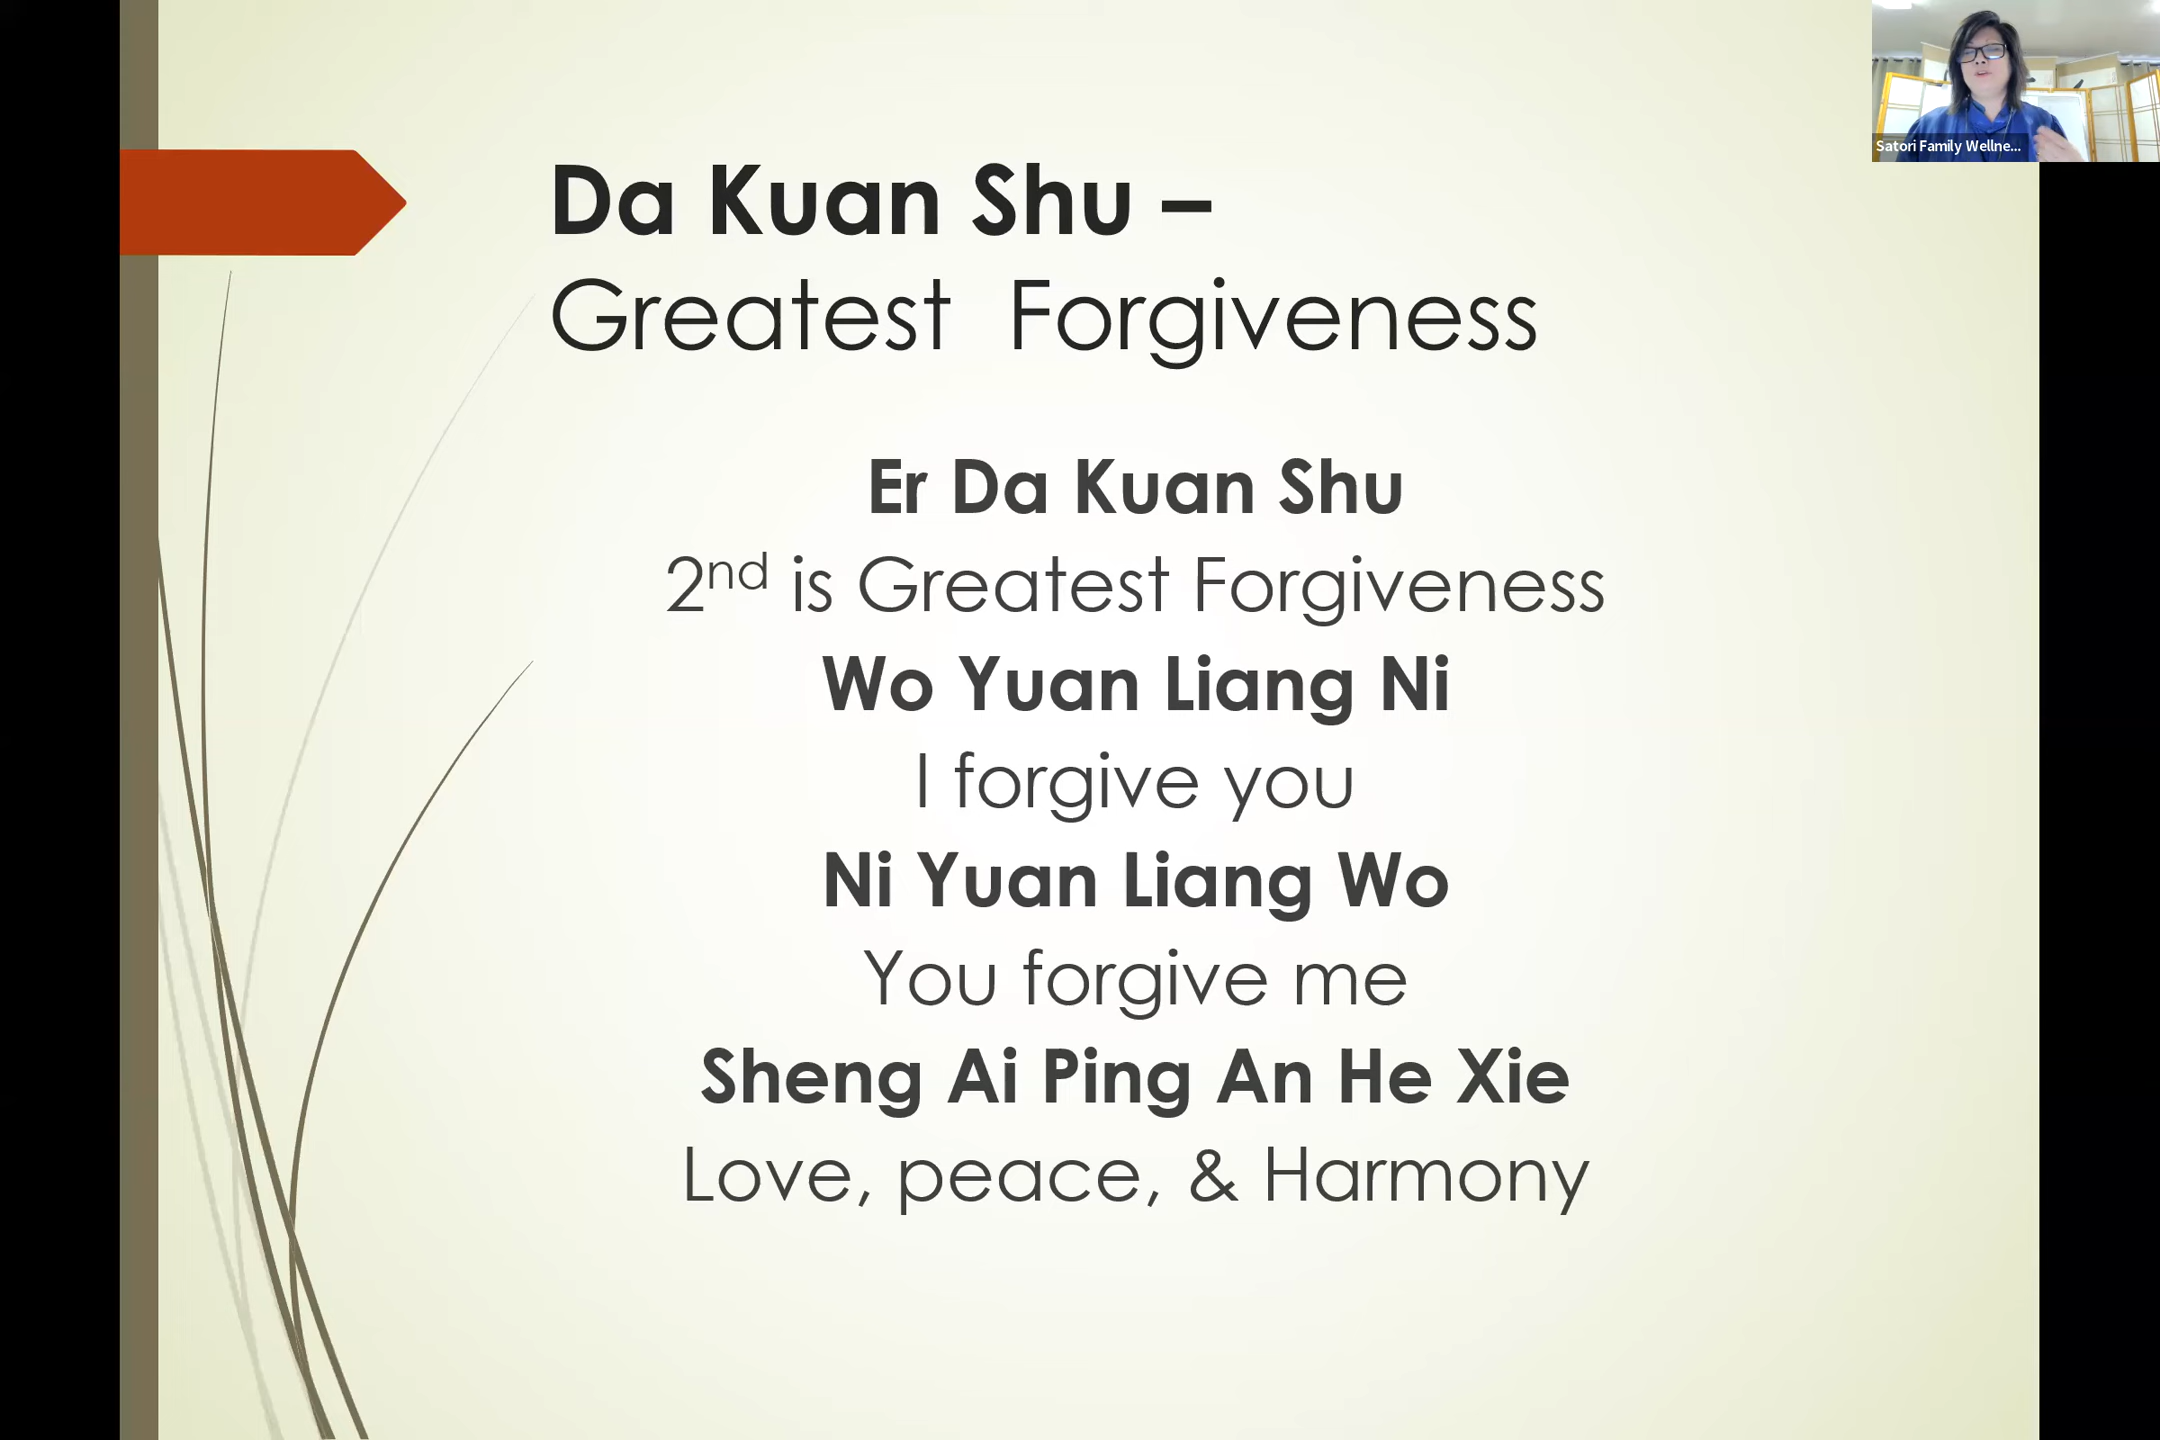 Satori Family Wellne...
Da Kuan Shu –
Greatest Forgiveness
Er Da Kuan Shu
2nd is Greatest Forgiveness
Wo Yuan Liang Ni
I forgive you
Ni Yuan Liang Wo
You forgive me
Sheng Ai Ping An He Xie
Love, peace, & Harmony